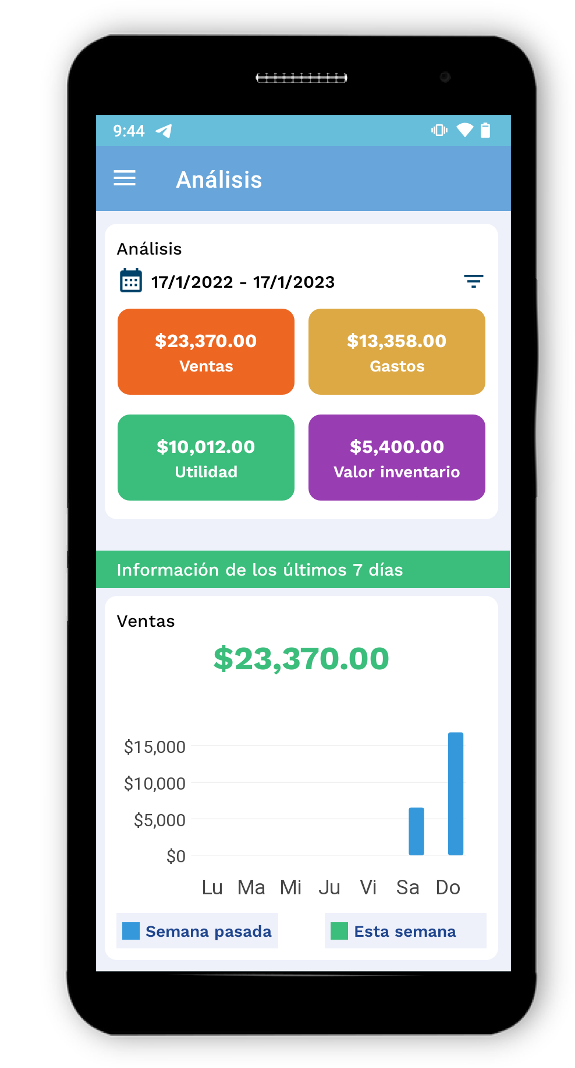 9:44
Análisis
Análisis
17/1/2022 - 17/1/2023
$23,370.00
Ventas
$13,358.00
Gastos
$10,012.00
Utilidad
$5,400.00
Valor inventario
Información de los últimos 7 días
Ventas
$23,370.00
$15,000
$10,000
$5,000
$0
Lu Ma Mi Ju Vi Sa Do
Semana pasada
Esta semana